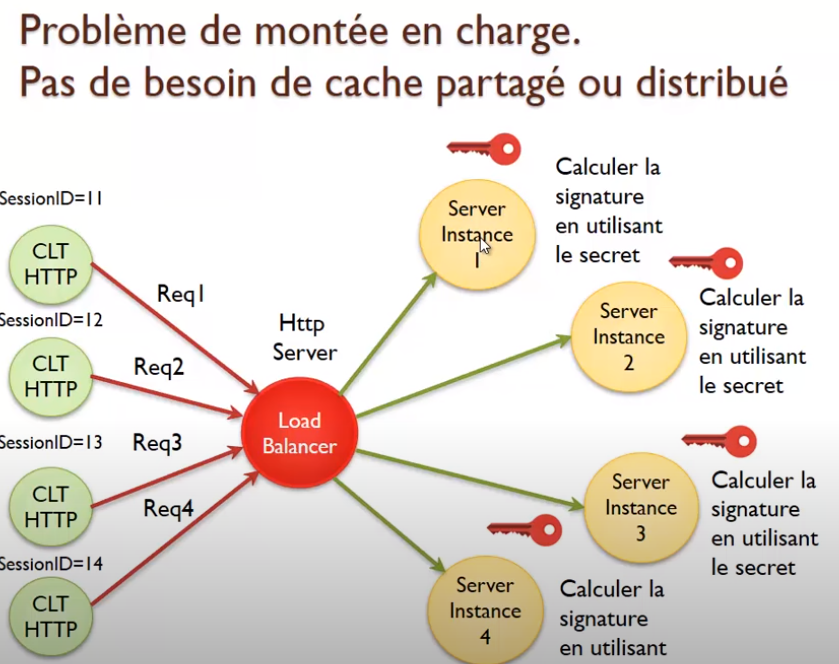 Problème de montée en charge.
Pas de besoin de cache partagé ou distribué
SessionID=11
CLT
HTTP
Req1
SessionID=12
CLT
HTTP
Req2
SessionID=13
CLT
HTTP
Req3
SessionID=14
CLT
HTTP
Req4
Http
Server
Load
Balancer
Server
Instance
1
Calculer la
signature
en utilisant
le secret
Server
Instance
2
Calculer la
signature
en utilisant
le secret
Server
Instance
3
Calculer la
signature
en utilisant
le secret
Server
Instance
4
Calculer la
signature
en utilisant